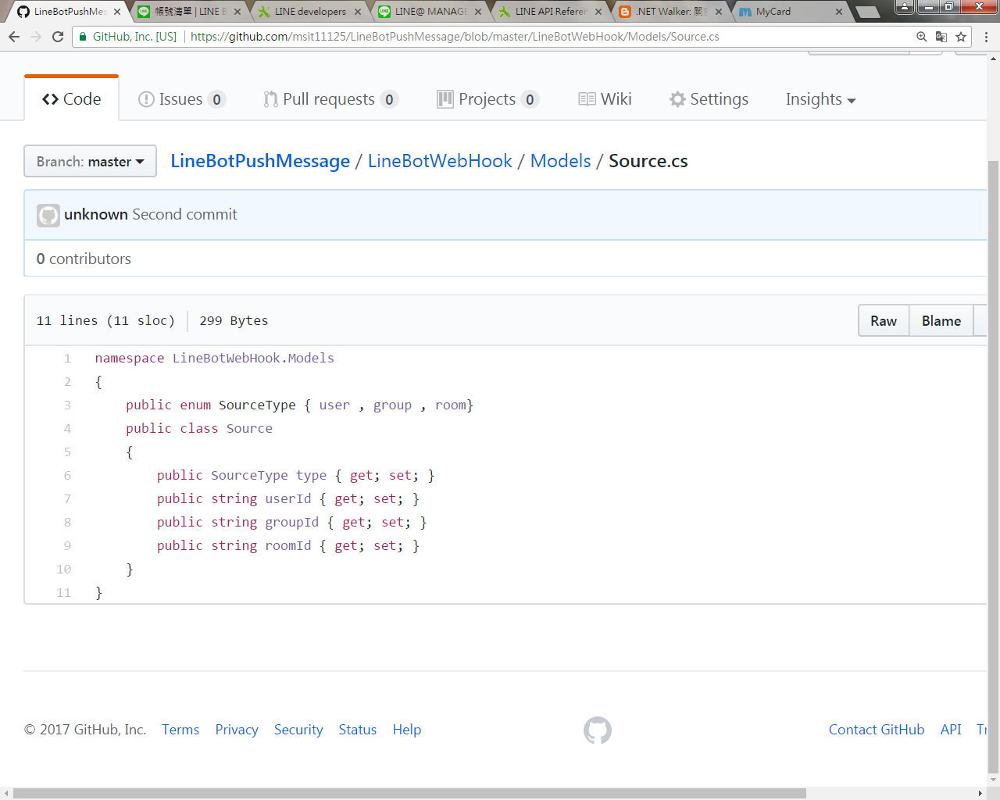 LineBotPushMes
帳號清單 | LINE B
LINE developers
LINE@ MANAGE
LINE API Referen
.NET Walker:
MyCard
GitHub, Inc. [US]
https://github.com/msit11125/LineBotPushMessage/blob/master/LineBotWebHook/Models/Source.cs
Code
Issues 0
Pull requests 0
Projects 0
Wiki
Settings
Insights
Branch: master
LineBotPushMessage / LineBotWebHook / Models / Source.cs
unknown Second commit
0 contributors
11 lines (11 sloc)
299 Bytes
Raw
Blame
1 namespace LineBotWebHook.Models
2 {
3 public enum SourceType { user , group , room}
4 public class Source
5 {
6 public SourceType type { get; set; }
7 public string userId { get; set; }
8 public string groupId { get; set; }
9 public string roomId { get; set; }
10 }
11 }
© 2017 GitHub, Inc.
Terms
Privacy
Security
Status
Help
Contact GitHub
API